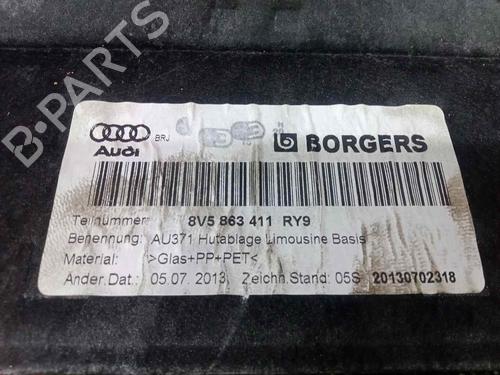 B-PARTS
Audi
BRJ
BORGERS
Teilnummer: 8V5 863 411 RY9
Benennung: AU371 Hutablage Limousine Basis
Material: >Glas+PP+PET<
Änder.Dat.: 05.07.2013 Zeichn.Stand: 05S 20130702318